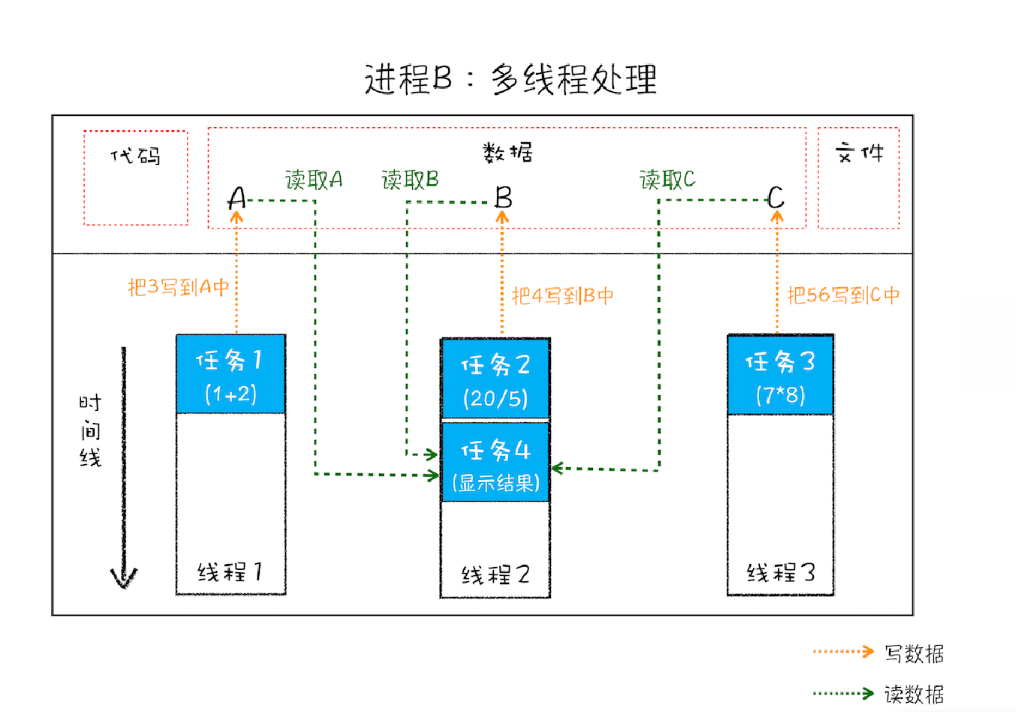 进程B：多线程处理
代码
数据
文件
读取A
读取B
读取C
A
B
C
把3写到A中
把4写到B中
把56写到C中
任务1
(1+2)
任务2
(20/5)
任务3
(7*8)
时间线
任务4
(显示结果)
线程1
线程2
线程3
写数据
读数据